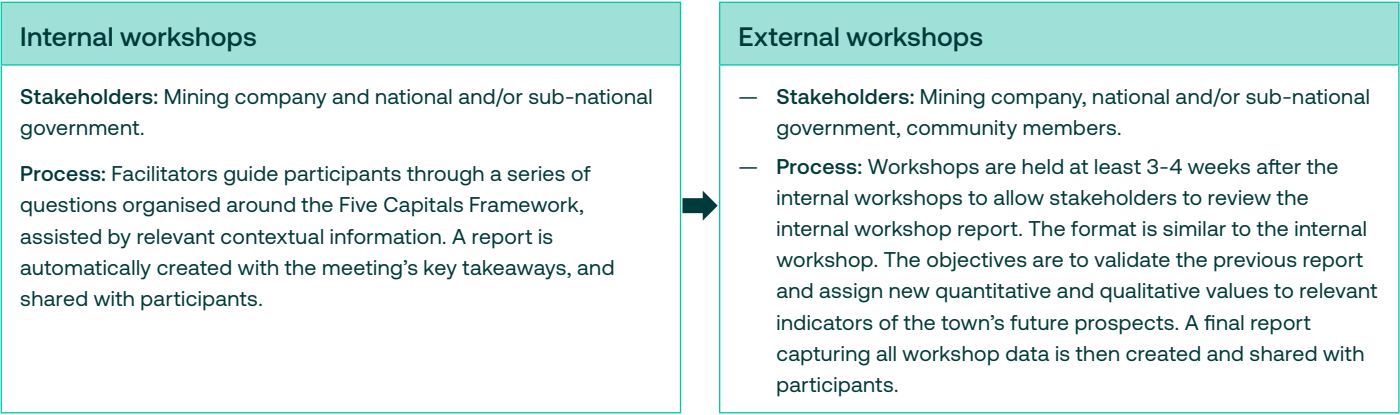 Internal workshops
Stakeholders: Mining company and national and/or sub-national
government.
Process: Facilitators guide participants through a series of
questions organised around the Five Capitals Framework,
assisted by relevant contextual information. A report is
automatically created with the meeting’s key takeaways, and
shared with participants.
External workshops
— Stakeholders: Mining company, national and/or sub-national
government, community members.
— Process: Workshops are held at least 3-4 weeks after the
internal workshops to allow stakeholders to review the
internal workshop report. The format is similar to the internal
workshop. The objectives are to validate the previous report
and assign new quantitative and qualitative values to relevant
indicators of the town’s future prospects. A final report
capturing all workshop data is then created and shared with
participants.